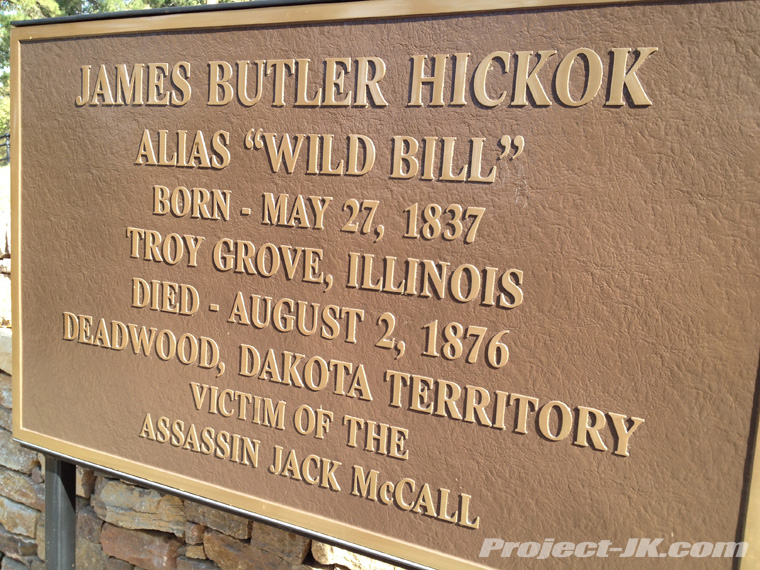 JAMES BUTLER HICKOK
ALIAS “WILD BILL”
BORN - MAY 27, 1837
TROY GROVE, ILLINOIS
DIED - AUGUST 2, 1876
DEADWOOD, DAKOTA TERRITORY
VICTIM OF THE
ASSASSIN JACK McCALL
Project-JK.com